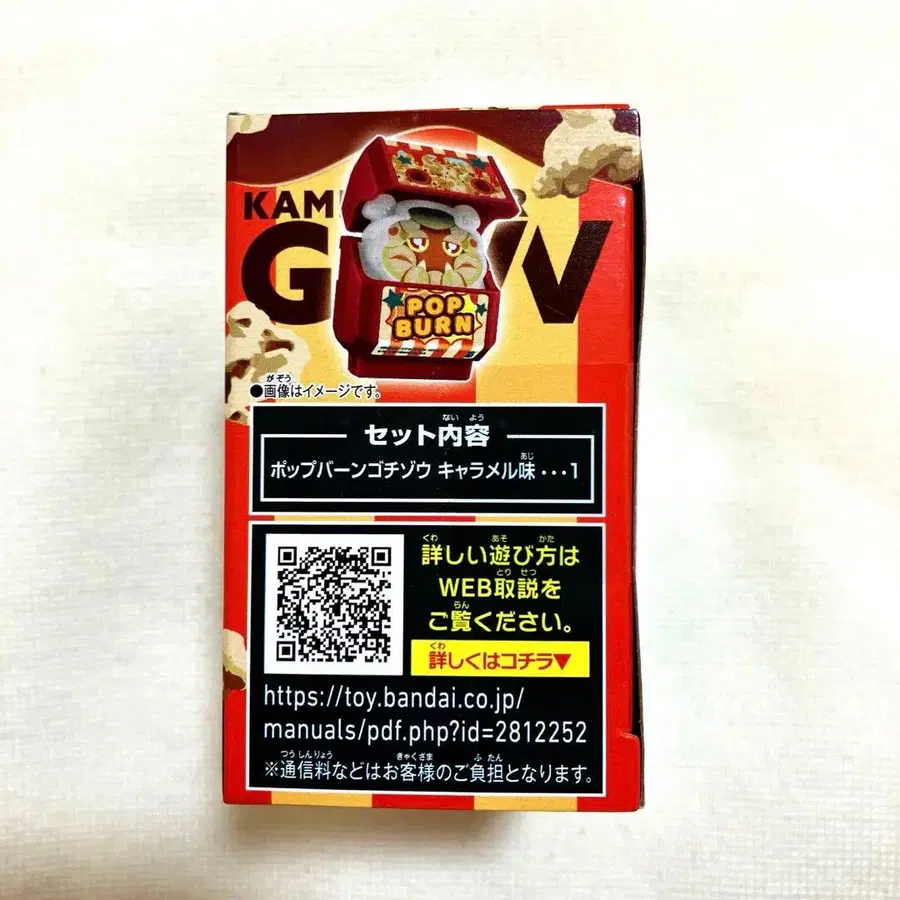 KAM
G W
POP
BURN
●画像はイメージです。
がぞう
セット内容
ない よう
ポップバーンゴチゾウ キャラメル味・・・1
あじ
詳しい遊び方は
くわ あそ かた
WEB取説を
とり せつ
ご覧ください。
らん
詳しくはコチラ▼
くわ
https://toy.bandai.co.jp/
manuals/pdf.php?id=2812252
※通信料などはお客様のご負担となります。
つうしんりょう きゃくさま ふ たん